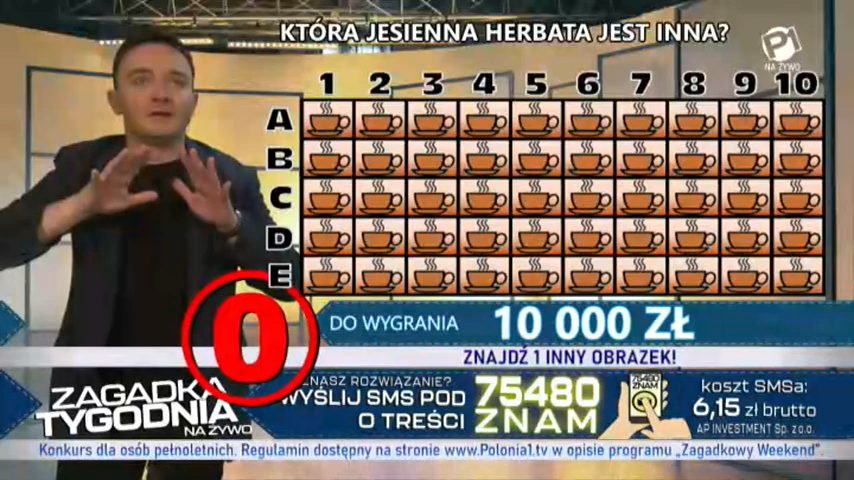 KTÓRA JESIENNA HERBATA JEST INNA?
P1
NA ŻYWO
1 2 3 4 5 6 7 8 9 10
A
B
C
D
E
0
DO WYGRANIA 10 000 ZŁ
ZNAJDŹ 1 INNY OBRAZEK!
ZAGADKA
TYGODNIA
NA ŻYWO
ZNASZ ROZWIĄZANIE?
WYŚLIJ SMS POD 75480
O TREŚCI ZNAM
75480
ZNAM
koszt SMSa:
6,15 zł brutto
AP INVESTMENT Sp. z o.o.
Konkurs dla osób pełnoletnich. Regulamin dostępny na stronie www.Polonia1.tv w opisie programu „Zagadkowy Weekend”.